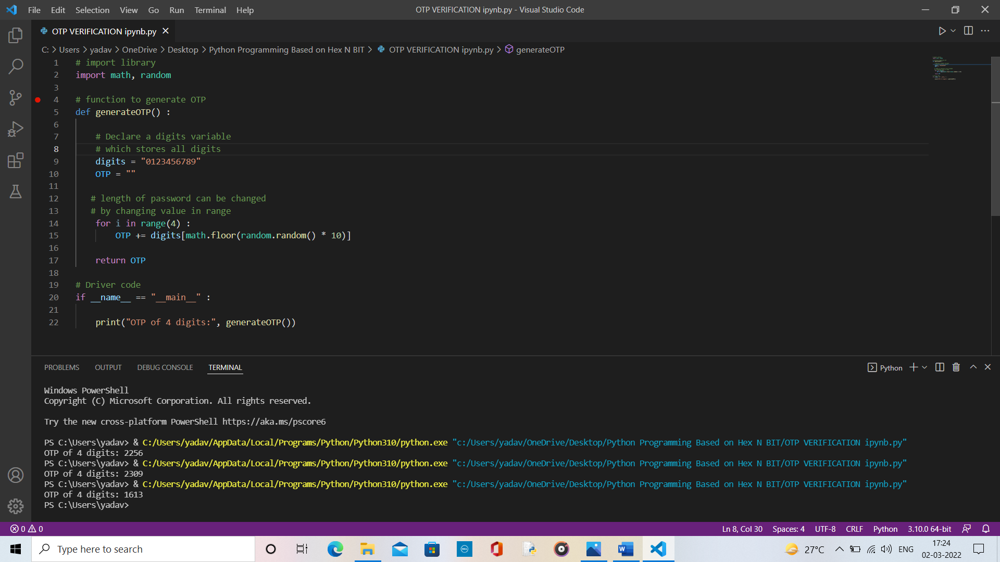 File Edit Selection View Go Run Terminal Help
OTP VERIFICATION ipynb.py - Visual Studio Code
OTP VERIFICATION ipynb.py
C: > Users > yadav > OneDrive > Desktop > Python Programming Based on Hex N BIT > OTP VERIFICATION ipynb.py > generateOTP
1 # import library
2 import math, random
3
4 # function to generate OTP
5 def generateOTP() :
6
7 # Declare a digits variable
8 # which stores all digits
9 digits = "0123456789"
10 OTP = ""
11
12 # length of password can be changed
13 # by changing value in range
14 for i in range(4) :
15 OTP += digits[math.floor(random.random() * 10)]
16
17 return OTP
18
19 # Driver code
20 if __name__ == "__main__" :
21
22 print("OTP of 4 digits:", generateOTP())
PROBLEMS OUTPUT DEBUG CONSOLE TERMINAL
Python
Windows PowerShell
Copyright (C) Microsoft Corporation. All rights reserved.
Try the new cross-platform PowerShell https://aka.ms/pscore6
PS C:\Users\yadav> & C:/Users/yadav/AppData/Local/Programs/Python/Python310/python.exe "c:/Users/yadav/OneDrive/Desktop/Python Programming Based on Hex N BIT/OTP VERIFICATION ipynb.py"
OTP of 4 digits: 2256
PS C:\Users\yadav> & C:/Users/yadav/AppData/Local/Programs/Python/Python310/python.exe "c:/Users/yadav/OneDrive/Desktop/Python Programming Based on Hex N BIT/OTP VERIFICATION ipynb.py"
OTP of 4 digits: 2309
PS C:\Users\yadav> & C:/Users/yadav/AppData/Local/Programs/Python/Python310/python.exe "c:/Users/yadav/OneDrive/Desktop/Python Programming Based on Hex N BIT/OTP VERIFICATION ipynb.py"
OTP of 4 digits: 1613
PS C:\Users\yadav>
0 0
Ln 8, Col 30 Spaces: 4 UTF-8 CRLF Python 3.10.0 64-bit
Type here to search
27°C ENG
17:24
02-03-2022